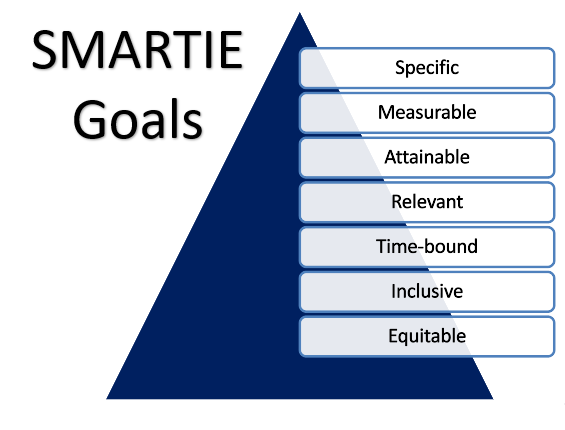 SMARTIE
Goals
Specific
Measurable
Attainable
Relevant
Time-bound
Inclusive
Equitable